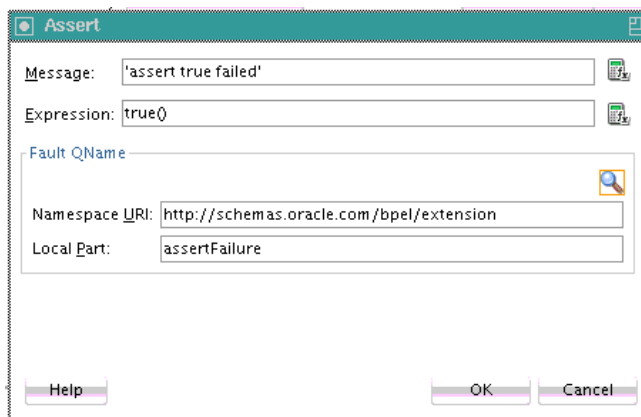 Assert
Message: 'assert true failed'
Expression: true()
Fault QName
Namespace URI: http://schemas.oracle.com/bpel/extension
Local Part: assertFailure
Help OK Cancel